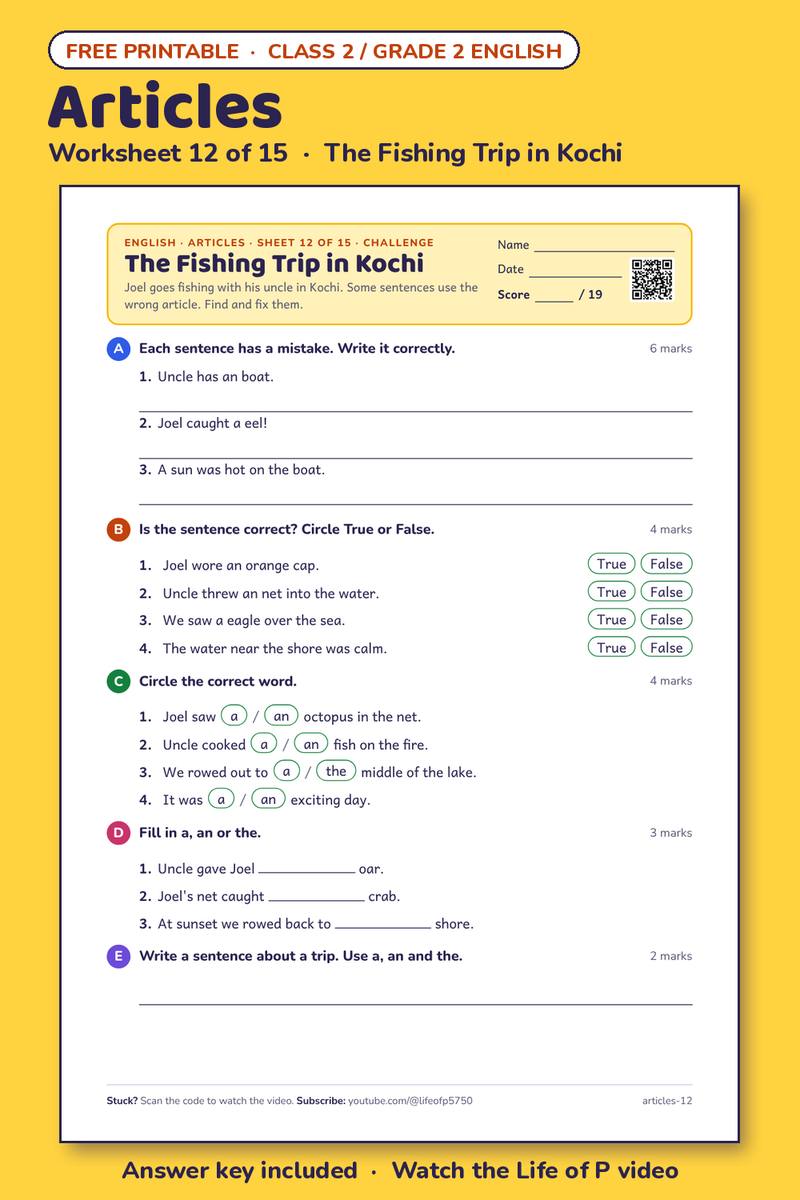 FREE PRINTABLE · CLASS 2 / GRADE 2 ENGLISH
Articles
Worksheet 12 of 15 · The Fishing Trip in Kochi
ENGLISH · ARTICLES · SHEET 12 OF 15 · CHALLENGE
The Fishing Trip in Kochi
Joel goes fishing with his uncle in Kochi. Some sentences use the
wrong article. Find and fix them.
Name
Date
Score ______ / 19
A Each sentence has a mistake. Write it correctly. 6 marks
1. Uncle has an boat.
2. Joel caught a eel!
3. A sun was hot on the boat.
B Is the sentence correct? Circle True or False. 4 marks
1. Joel wore an orange cap. True False
2. Uncle threw an net into the water. True False
3. We saw a eagle over the sea. True False
4. The water near the shore was calm. True False
C Circle the correct word. 4 marks
1. Joel saw a / an octopus in the net.
2. Uncle cooked a / an fish on the fire.
3. We rowed out to a / the middle of the lake.
4. It was a / an exciting day.
D Fill in a, an or the. 3 marks
1. Uncle gave Joel ____________ oar.
2. Joel's net caught ____________ crab.
3. At sunset we rowed back to ____________ shore.
E Write a sentence about a trip. Use a, an and the. 2 marks
Stuck? Scan the code to watch the video. Subscribe: youtube.com/@lifeofp5750 articles-12
Answer key included · Watch the Life of P video